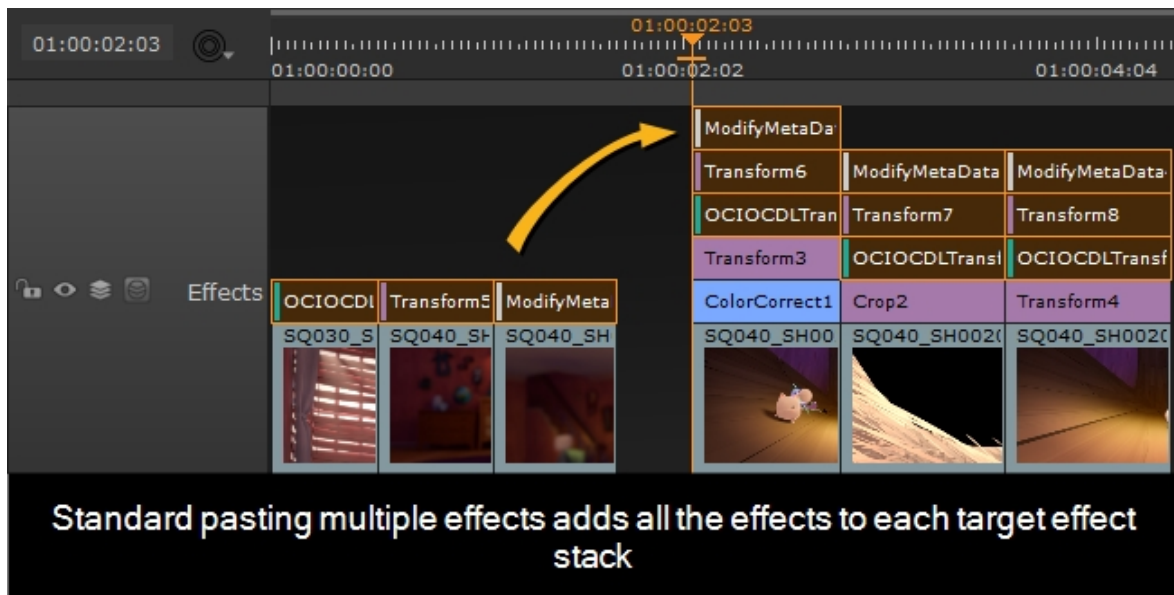 01:00:02:03
01:00:02:03
01:00:00:00 01:00:02:02 01:00:04:04
ModifyMetaDa
Transform6 ModifyMetaData ModifyMetaData
OCIOCDLTran Transform7 Transform8
Transform3 OCIOCDLTransf OCIOCDLTransf
Effects OCIOCDL Transform5 ModifyMeta ColorCorrect1 Crop2 Transform4
SQ030_S SQ040_SH SQ040_SH SQ040_SH00 SQ040_SH002 SQ040_SH0020
Standard pasting multiple effects adds all the effects to each target effect
stack